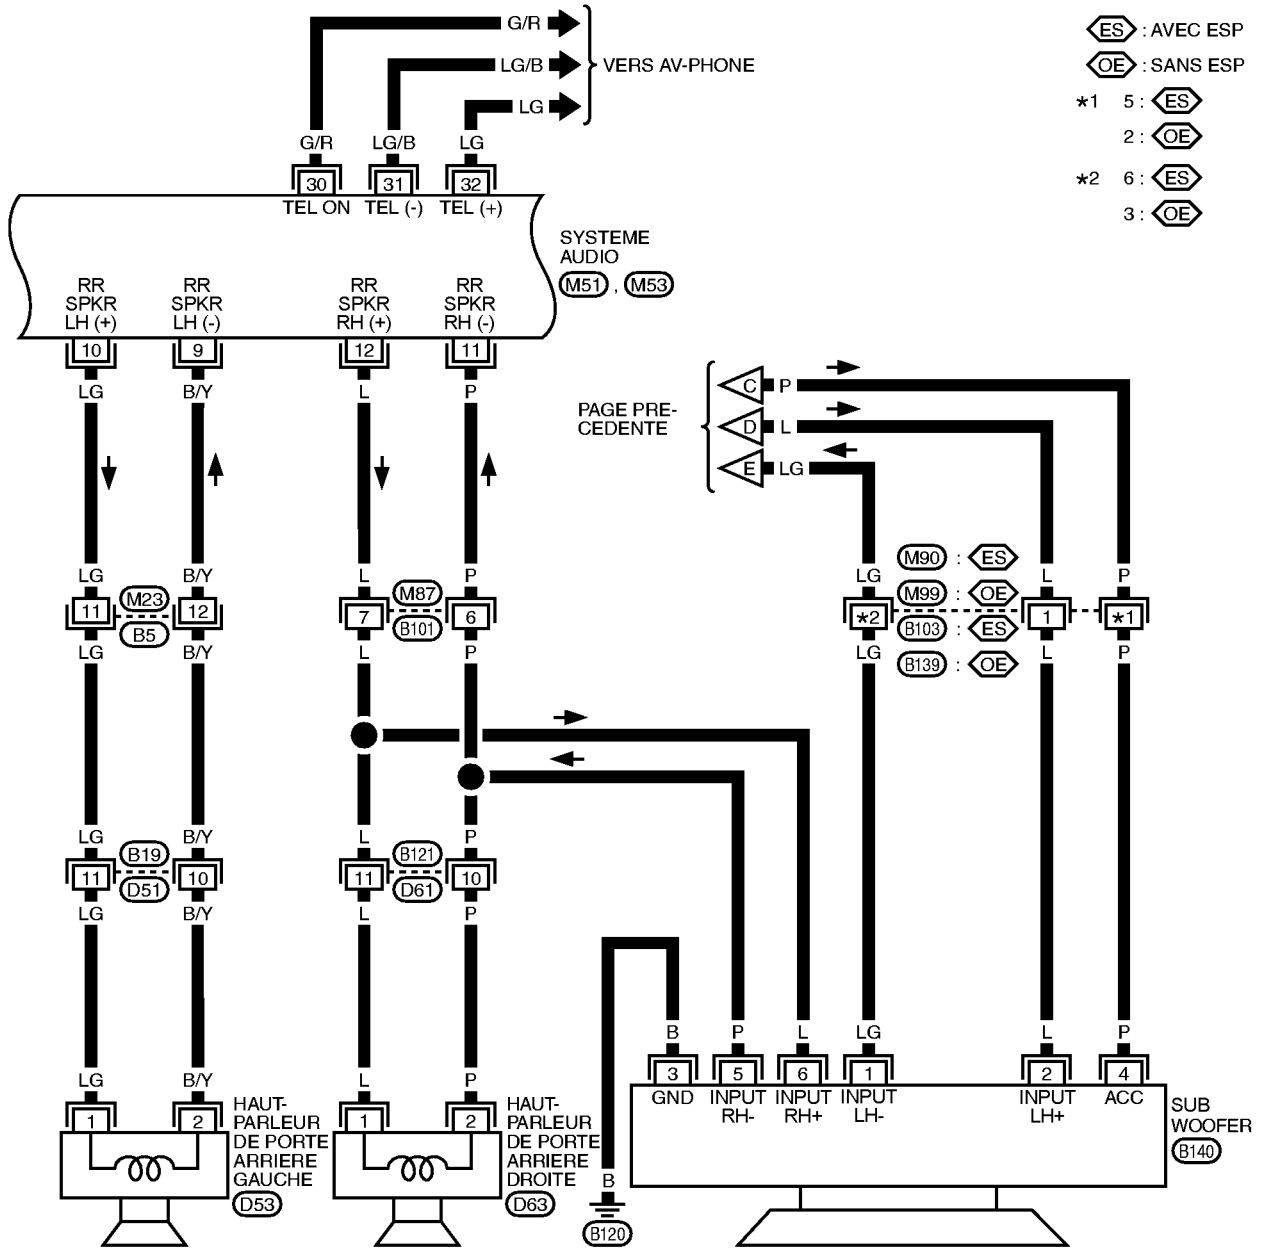 G/R
LG/B
LG
VERS AV-PHONE
G/R LG/B LG
30 31 32
TEL ON TEL (-) TEL (+)
ES : AVEC ESP
OE : SANS ESP
*1 5 : ES
2 : OE
*2 6 : ES
3 : OE
SYSTEME
AUDIO
M51 , M53
RR SPKR LH (+)
RR SPKR LH (-)
RR SPKR RH (+)
RR SPKR RH (-)
10 9 12 11
LG B/Y L P
PAGE PRE-
CEDENTE
C P
D L
E LG
LG B/Y L P
11 M23 12
B5
7 M87 6
B101
LG B/Y L P
M90 : ES
M99 : OE
B103 : ES
B139 : OE
LG L P
*2 1 *1
LG L P
LG B/Y L P
11 B19 10
D51
11 B121 10
D61
LG B/Y L P
LG B/Y L P
1 2
1 2
HAUT-
PARLEUR
DE PORTE
ARRIERE
GAUCHE
D53
HAUT-
PARLEUR
DE PORTE
ARRIERE
DROITE
D63
B P L LG L P
3 5 6 1 2 4
GND
INPUT RH-
INPUT RH+
INPUT LH-
INPUT LH+
ACC
SUB
WOOFER
B140
B
B120